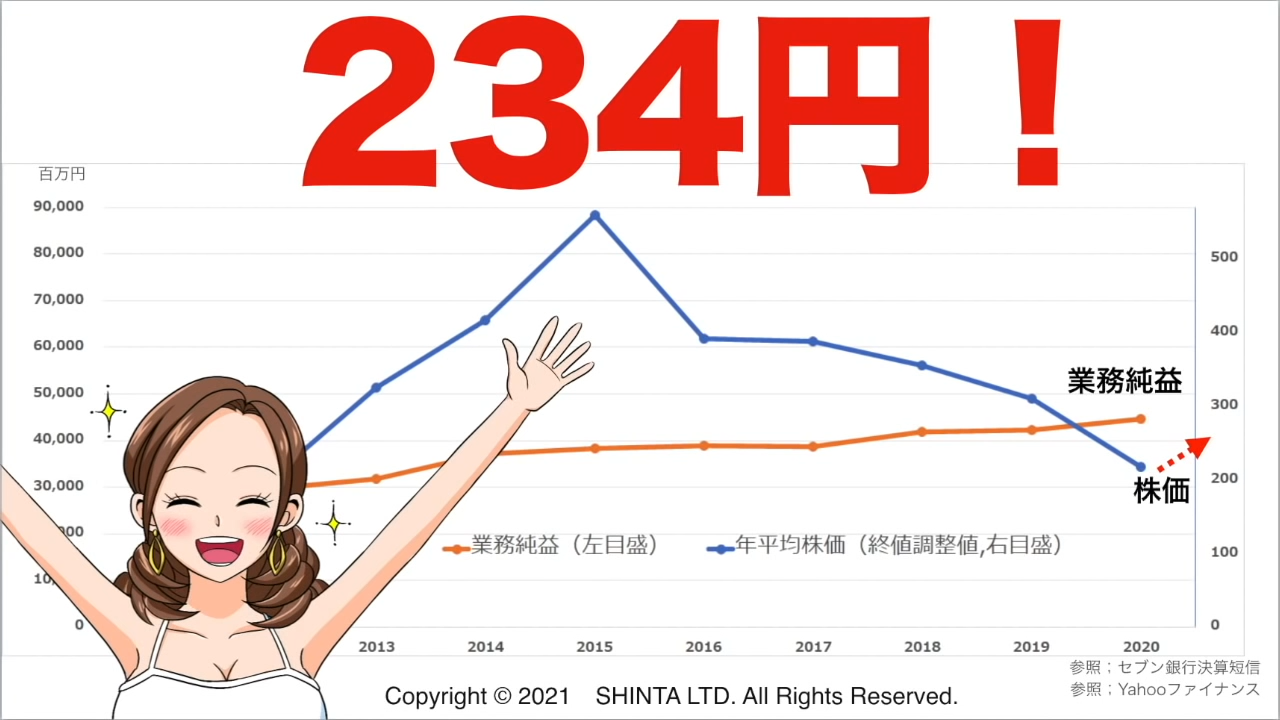 234円！
百万円
90,000
80,000
70,000
60,000
50,000
40,000
30,000
0
500
400
300
200
100
0
業務純益
株価
業務純益（左目盛） 年平均株価（終値調整値,右目盛）
2013 2014 2015 2016 2017 2018 2019 2020
参照；セブン銀行決算短信
参照；Yahooファイナンス
Copyright © 2021 SHINTA LTD. All Rights Reserved.